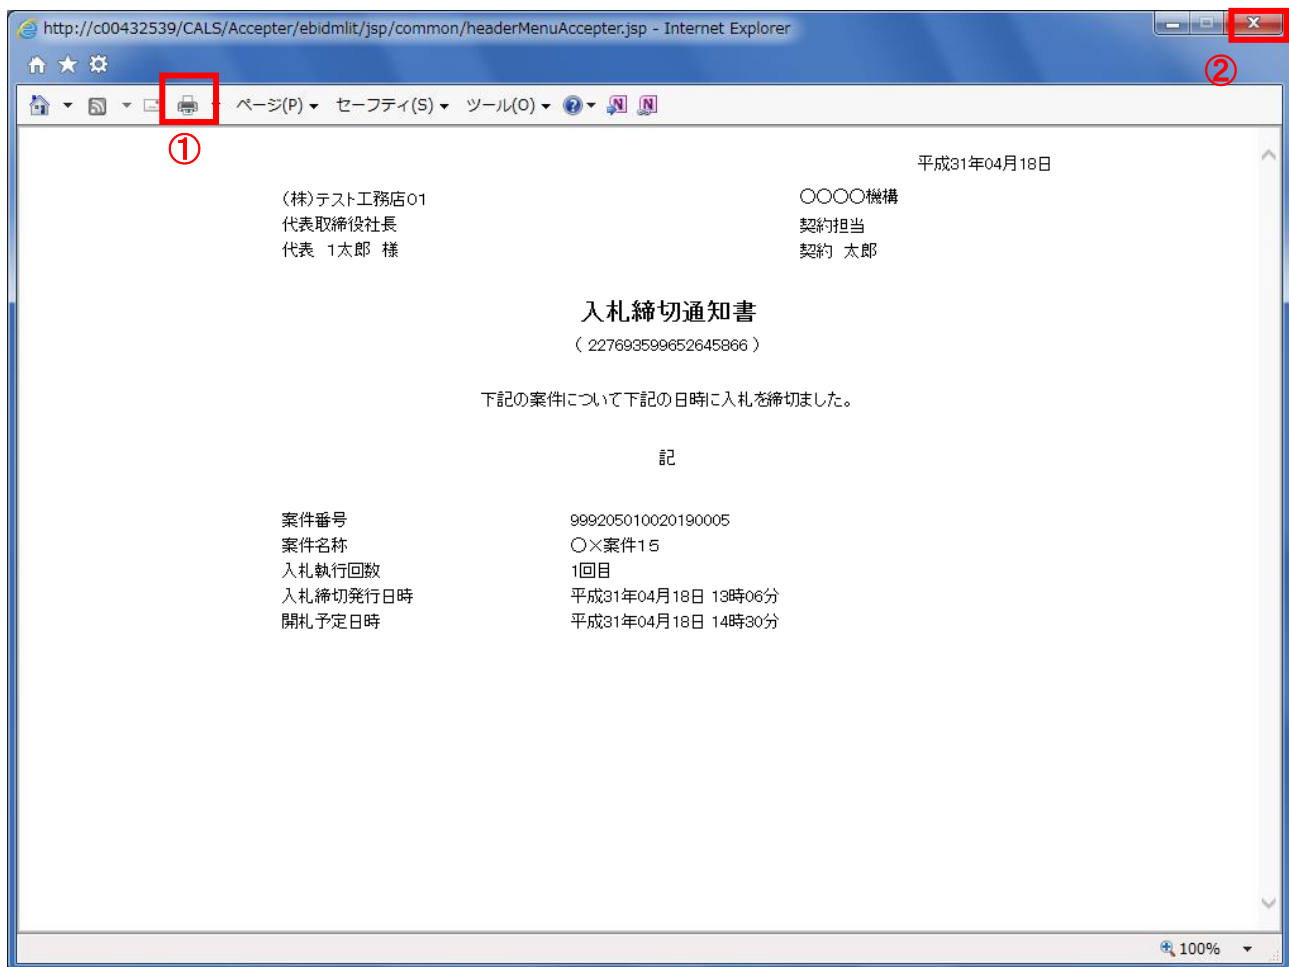 http://c00432539/CALS/Accepter/ebidmlit/jsp/common/headerMenuAccepter.jsp - Internet Explorer
②
ページ(P) セーフティ(S) ツール(O)
①
平成31年04月18日
(株)テスト工務店01
〇〇〇〇機構
代表取締役社長
契約担当
代表 1太郎 様
契約 太郎
入札締切通知書
( 227693599652645866 )
下記の案件について下記の日時に入札を締切ました。
記
案件番号 999205010020190005
案件名称 〇×案件15
入札執行回数 1回目
入札締切発行日時 平成31年04月18日 13時06分
開札予定日時 平成31年04月18日 14時30分
100%